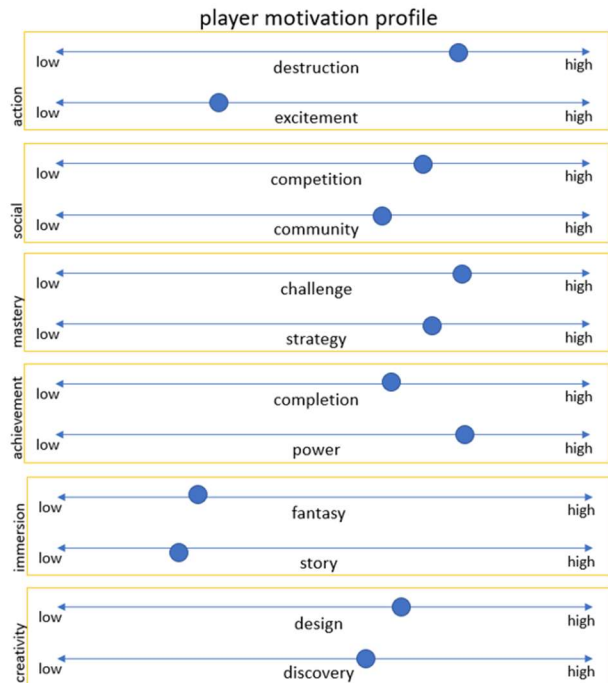 player motivation profile
action
low destruction high
low excitement high
social
low competition high
low community high
mastery
low challenge high
low strategy high
achievement
low completion high
low power high
immersion
low fantasy high
low story high
creativity
low design high
low discovery high